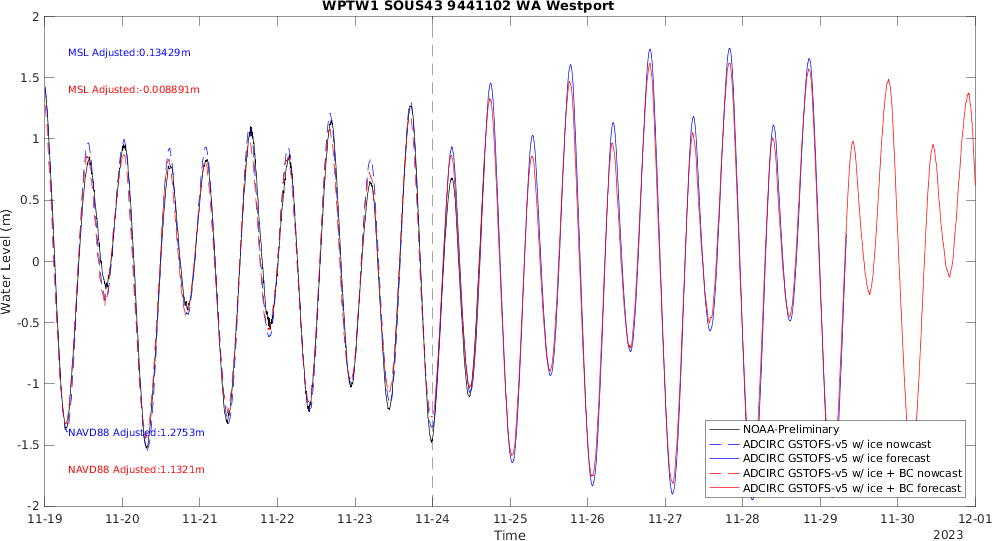 WPTW1 SOUS43 9441102 WA Westport
MSL Adjusted:0.13429m
MSL Adjusted:-0.008891m
NAVD88 Adjusted:1.2753m
NAVD88 Adjusted:1.1321m
Water Level (m)
2
1.5
1
0.5
0
-0.5
-1
-1.5
-2
NOAA-Preliminary
ADCIRC GSTOFS-v5 w/ ice nowcast
ADCIRC GSTOFS-v5 w/ ice forecast
ADCIRC GSTOFS-v5 w/ ice + BC nowcast
ADCIRC GSTOFS-v5 w/ ice + BC forecast
11-19 11-20 11-21 11-22 11-23 11-24 11-25 11-26 11-27 11-28 11-29 11-30 12-01
Time
2023